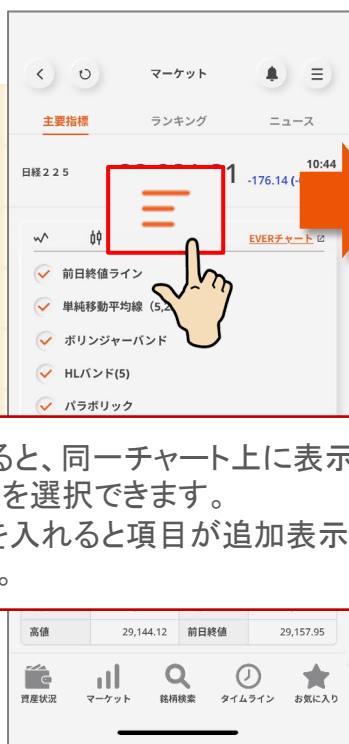 マーケット
主要指標 ランキング ニュース
10:44
日経２２５ -176.14
EVERチャート
前日終値ライン
単純移動平均線（5,2
ボリンジャーバンド
HLバンド(5)
パラボリック
ると、同一チャート上に表示
を選択できます。
を入れると項目が追加表示
。
高値 29,144.12 前日終値 29,157.95
資産状況 マーケット 銘柄検索 タイムライン お気に入り